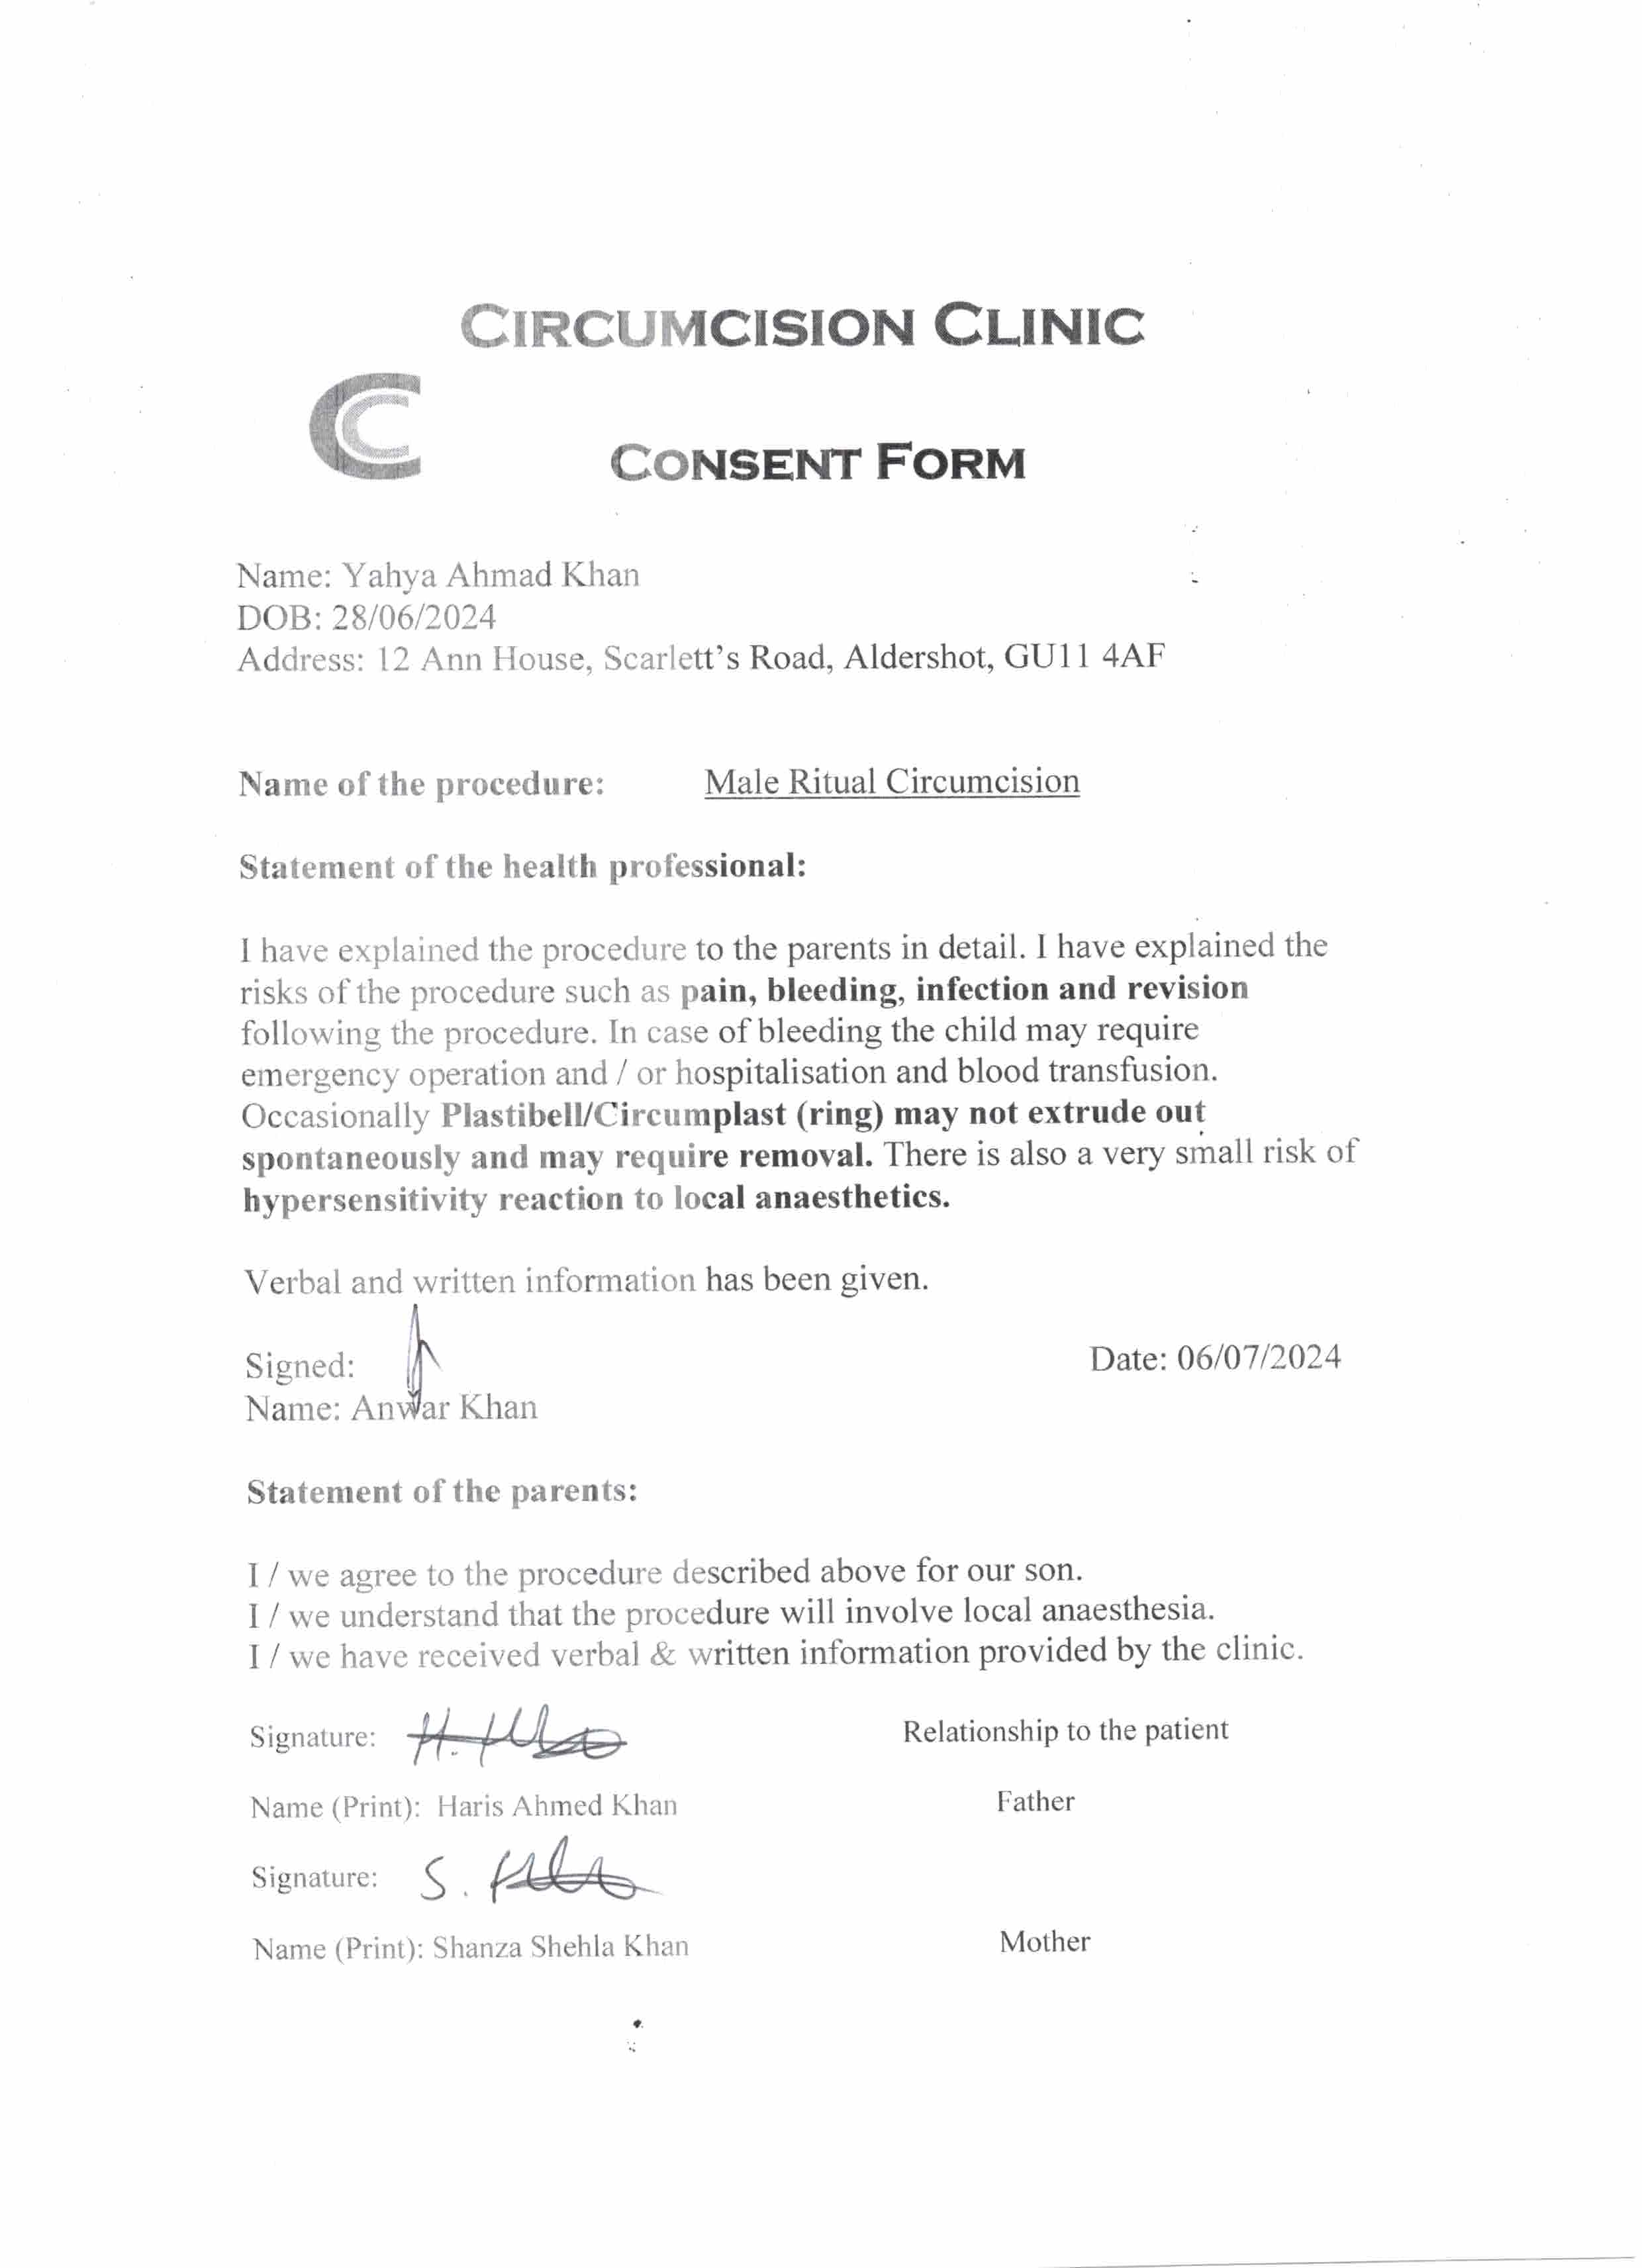 CIRCUMCISION CLINIC
CC
CONSENT FORM
Name: Yahya Ahmad Khan
DOB: 28/06/2024
Address: 12 Ann House, Scarlett's Road, Aldershot, GU11 4AF
Name of the procedure: Male Ritual Circumcision
Statement of the health professional:
I have explained the procedure to the parents in detail. I have explained the
risks of the procedure such as pain, bleeding, infection and revision
following the procedure. In case of bleeding the child may require
emergency operation and / or hospitalisation and blood transfusion.
Occasionally Plastibell/Circumplast (ring) may not extrude out
spontaneously and may require removal. There is also a very small risk of
hypersensitivity reaction to local anaesthetics.
Verbal and written information has been given.
Signed: Date: 06/07/2024
Name: Anwar Khan
Statement of the parents:
I / we agree to the procedure described above for our son.
I / we understand that the procedure will involve local anaesthesia.
I / we have received verbal & written information provided by the clinic.
Signature: H. Relationship to the patient
Name (Print): Haris Ahmed Khan Father
Signature: S.
Name (Print): Shanza Shehla Khan Mother